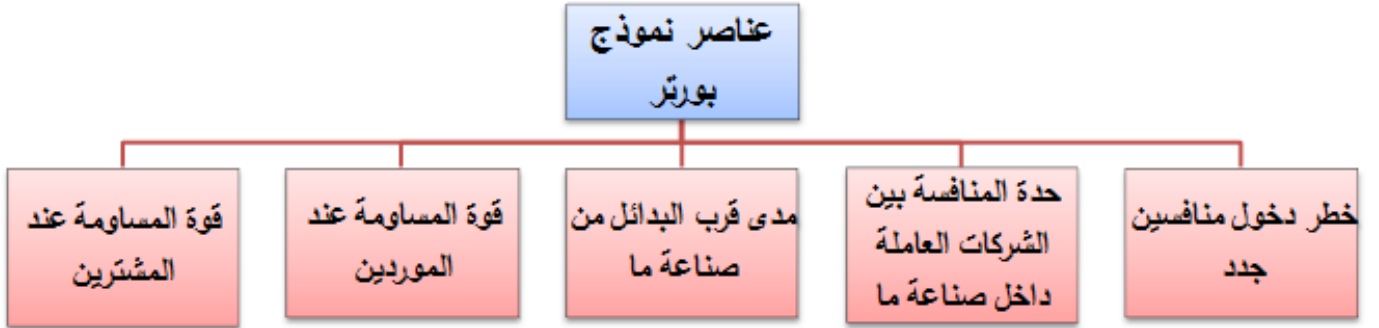 عناصر نموذج
بورتر
خطر دخول منافسين
جدد
حدة المنافسة بين
الشركات العاملة
داخل صناعة ما
مدى قرب البدائل من
صناعة ما
قوة المساومة عند
الموردين
قوة المساومة عند
المشترين